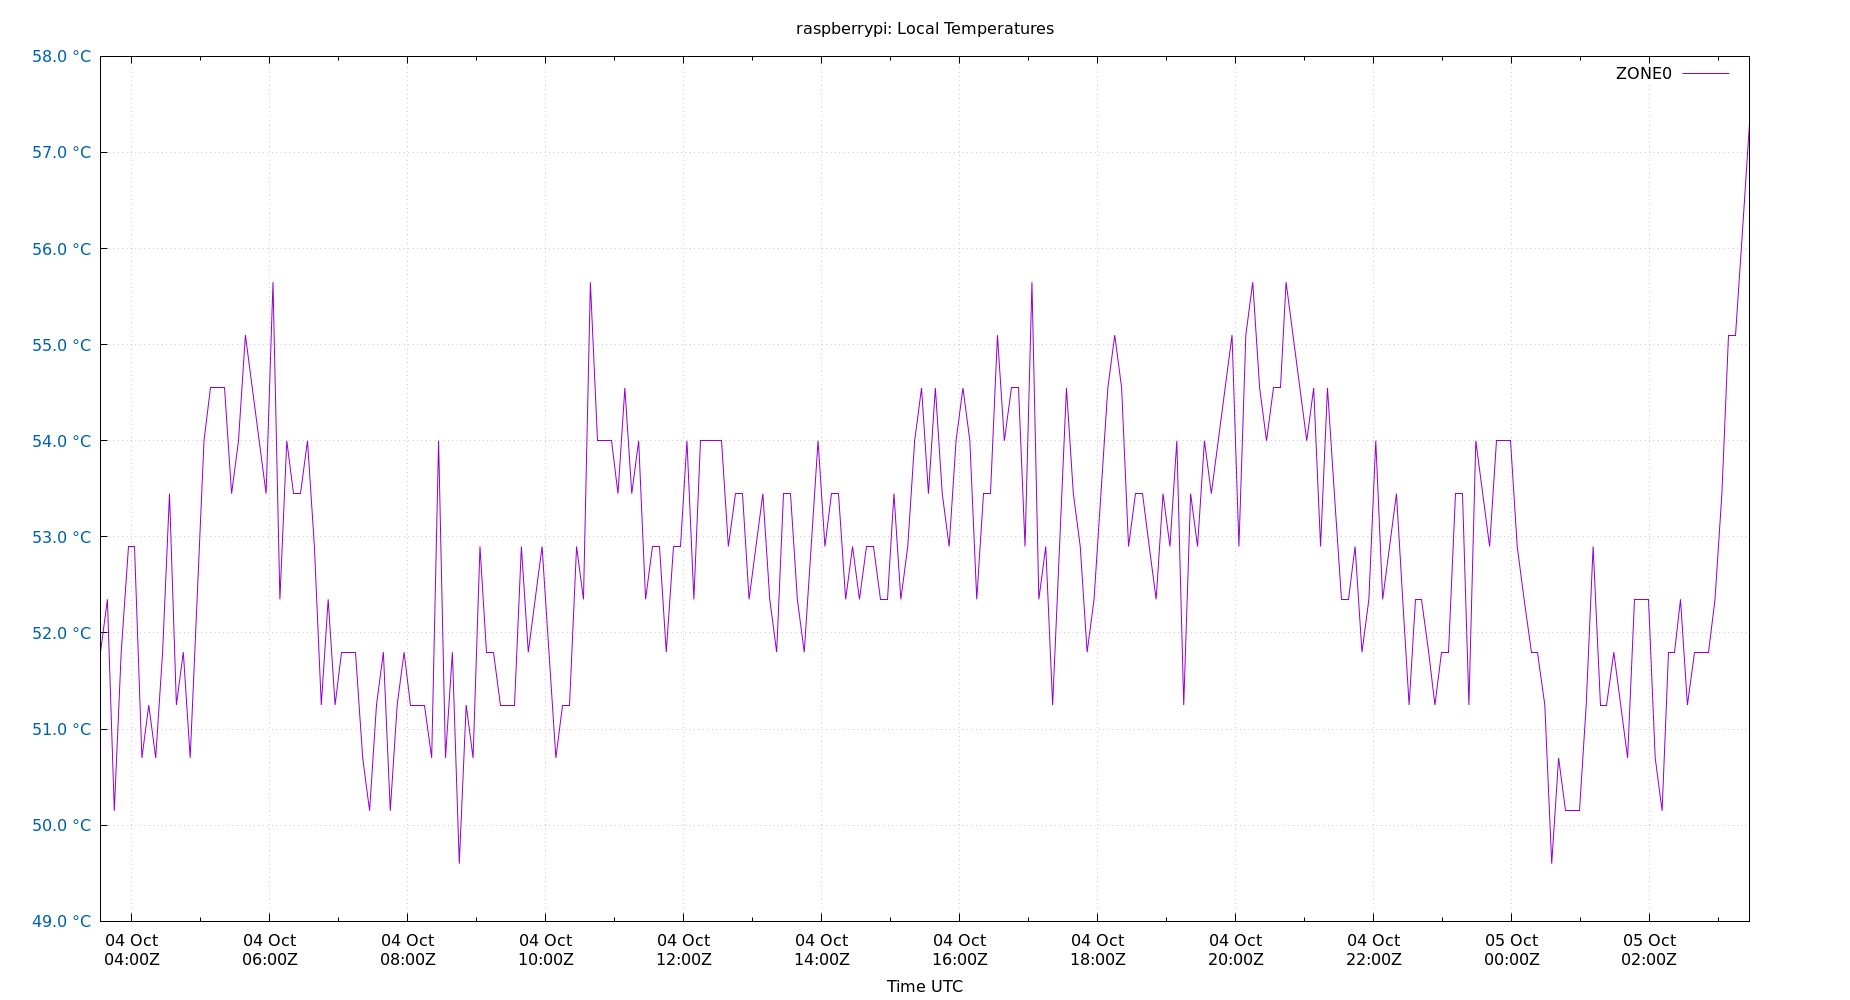 raspberrypi: Local Temperatures
58.0 °C
ZONE0
57.0 °C
56.0 °C
55.0 °C
54.0 °C
53.0 °C
52.0 °C
51.0 °C
50.0 °C
49.0 °C
04 Oct 04 Oct 04 Oct 04 Oct 04 Oct 04 Oct 04 Oct 04 Oct 04 Oct 04 Oct 05 Oct 05 Oct
04:00Z 06:00Z 08:00Z 10:00Z 12:00Z 14:00Z 16:00Z 18:00Z 20:00Z 22:00Z 00:00Z 02:00Z
Time UTC